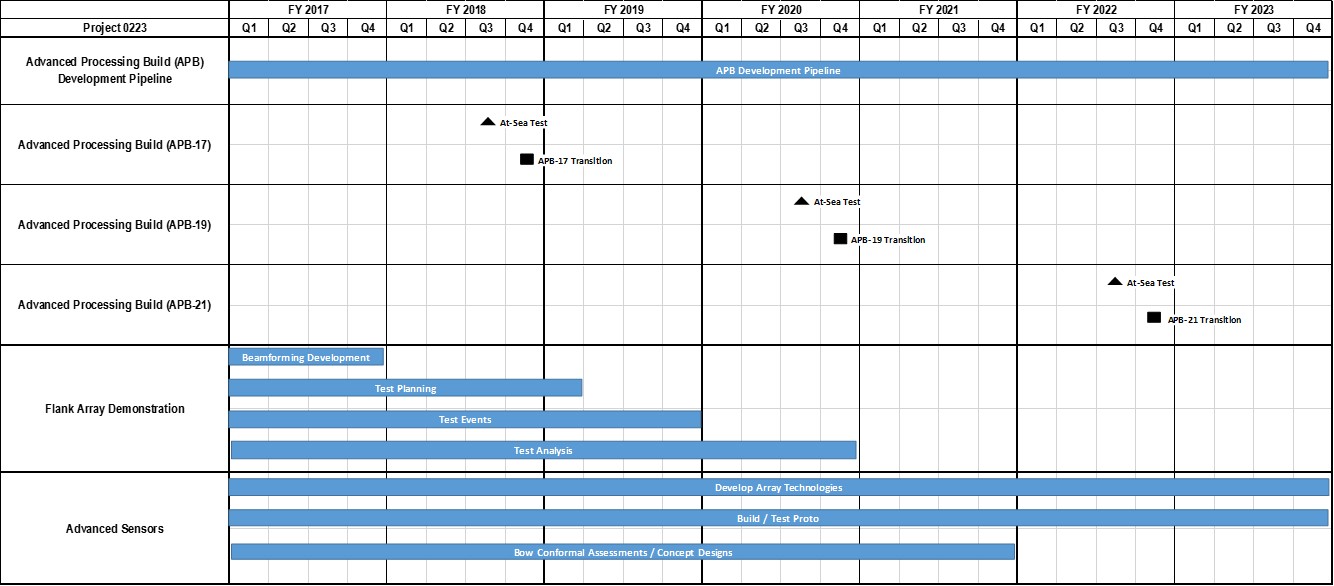 FY 2017 FY 2018 FY 2019 FY 2020 FY 2021 FY 2022 FY 2023
Project 0223 Q1 Q2 Q3 Q4 Q1 Q2 Q3 Q4 Q1 Q2 Q3 Q4 Q1 Q2 Q3 Q4 Q1 Q2 Q3 Q4 Q1 Q2 Q3 Q4 Q1 Q2 Q3 Q4
Advanced Processing Build (APB)
Development Pipeline
APB Development Pipeline
Advanced Processing Build (APB-17)
At-Sea Test
APB-17 Transition
Advanced Processing Build (APB-19)
At-Sea Test
APB-19 Transition
Advanced Processing Build (APB-21)
At-Sea Test
APB-21 Transition
Flank Array Demonstration
Beamforming Development
Test Planning
Test Events
Test Analysis
Advanced Sensors
Develop Array Technologies
Build / Test Proto
Bow Conformal Assessments / Concept Designs